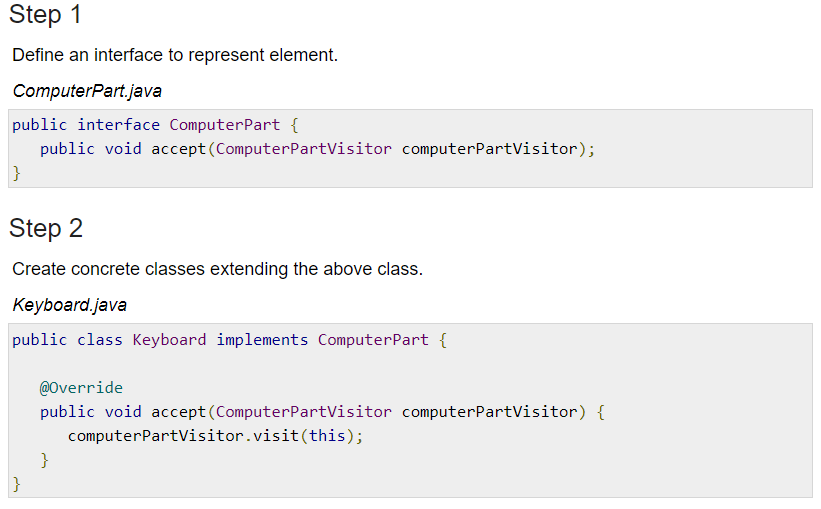 Step 1
Define an interface to represent element.
ComputerPart.java
public interface ComputerPart {
   public void accept(ComputerPartVisitor computerPartVisitor);
}
Step 2
Create concrete classes extending the above class.
Keyboard.java
public class Keyboard implements ComputerPart {
   @Override
   public void accept(ComputerPartVisitor computerPartVisitor) {
      computerPartVisitor.visit(this);
   }
}